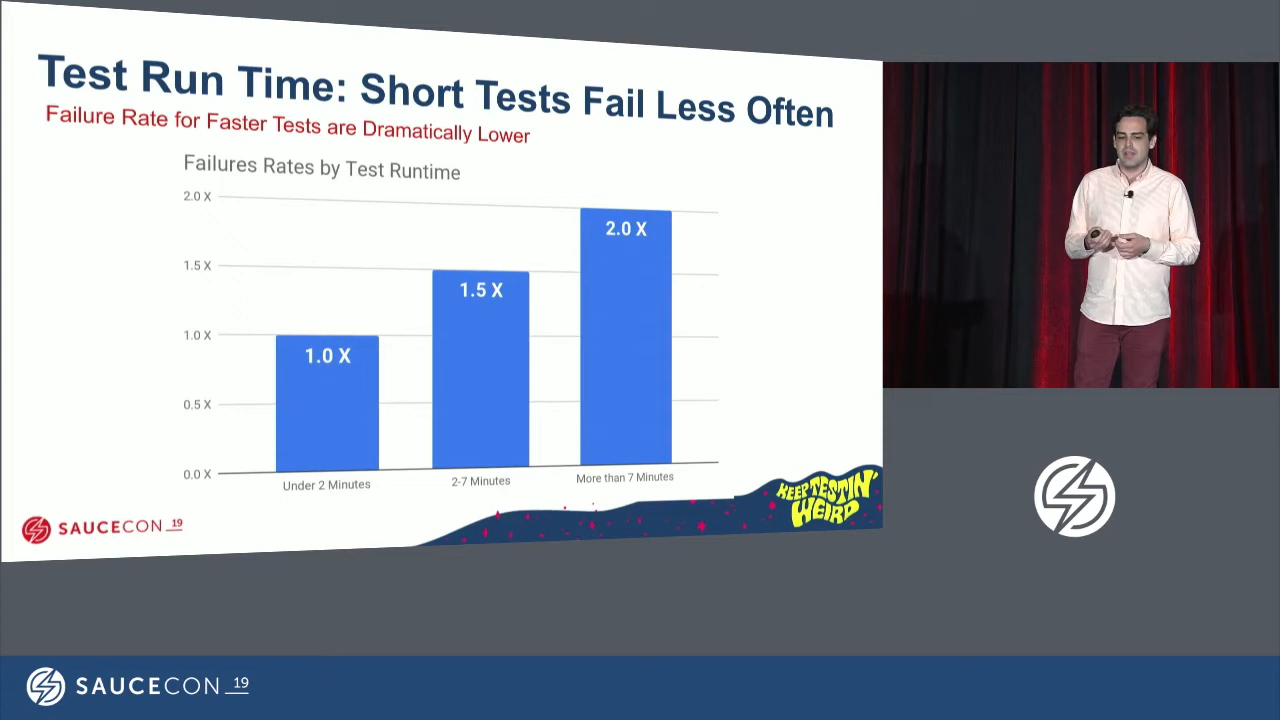 Test Run Time: Short Tests Fail Less Often
Failure Rate for Faster Tests are Dramatically Lower
Failures Rates by Test Runtime
2.0 X
1.5 X
1.0 X
0.5 X
0.0 X
1.0 X
1.5 X
2.0 X
Under 2 Minutes
2-7 Minutes
More than 7 Minutes
SAUCECON 19
KEEP TESTIN'
WEIRD
SAUCECON 19